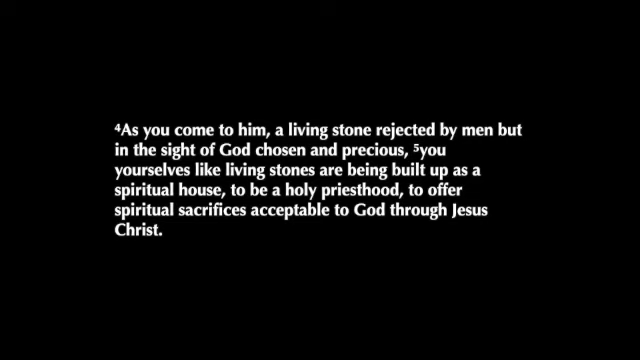 ⁴As you come to him, a living stone rejected by men but
in the sight of God chosen and precious, ⁵you
yourselves like living stones are being built up as a
spiritual house, to be a holy priesthood, to offer
spiritual sacrifices acceptable to God through Jesus
Christ.